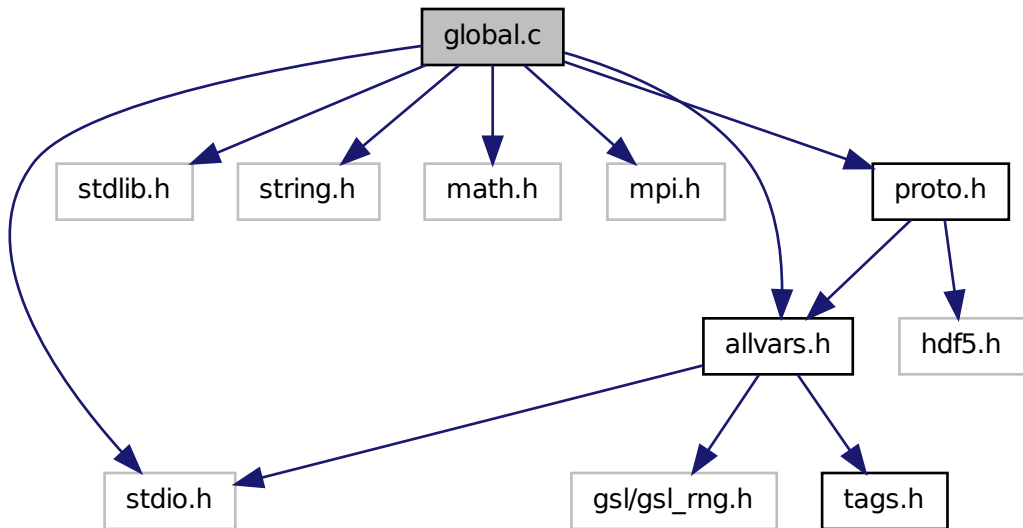 global.c
stdlib.h
string.h
math.h
mpi.h
proto.h
allvars.h
hdf5.h
stdio.h
gsl/gsl_rng.h
tags.h